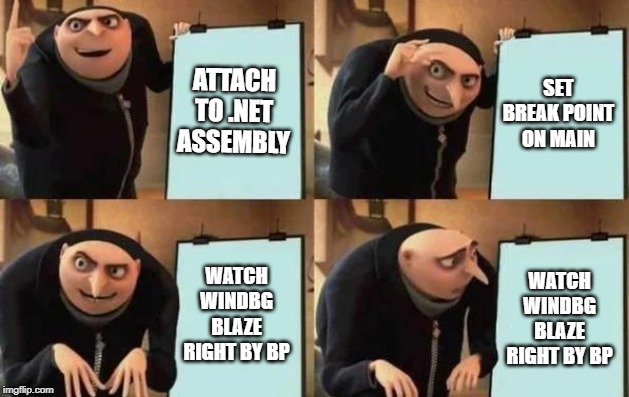 ATTACH
TO .NET
ASSEMBLY
SET
BREAK POINT
ON MAIN
WATCH
WINDBG
BLAZE
RIGHT BY BP
WATCH
WINDBG
BLAZE
RIGHT BY BP
imgflip.com